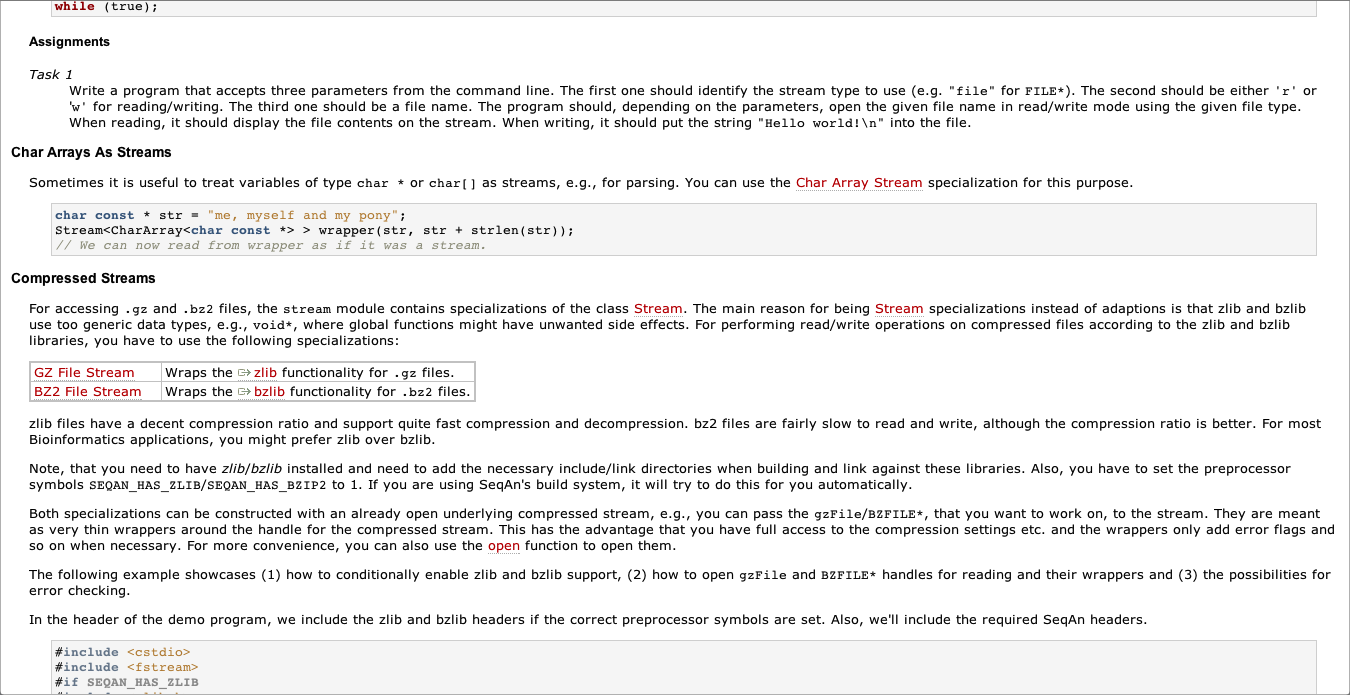 while (true);
Assignments
Task 1
Write a program that accepts three parameters from the command line. The first one should identify the stream type to use (e.g. "file" for FILE*). The second should be either 'r' or
'w' for reading/writing. The third one should be a file name. The program should, depending on the parameters, open the given file name in read/write mode using the given file type.
When reading, it should display the file contents on the stream. When writing, it should put the string "Hello world!\n" into the file.
Char Arrays As Streams
Sometimes it is useful to treat variables of type char * or char[] as streams, e.g., for parsing. You can use the Char Array Stream specialization for this purpose.
char const * str = "me, myself and my pony";
Stream<CharArray<char const *> > wrapper(str, str + strlen(str));
// We can now read from wrapper as if it was a stream.
Compressed Streams
For accessing .gz and .bz2 files, the stream module contains specializations of the class Stream. The main reason for being Stream specializations instead of adaptions is that zlib and bzlib
use too generic data types, e.g., void*, where global functions might have unwanted side effects. For performing read/write operations on compressed files according to the zlib and bzlib
libraries, you have to use the following specializations:
GZ File Stream Wraps the zlib functionality for .gz files.
BZ2 File Stream Wraps the bzlib functionality for .bz2 files.
zlib files have a decent compression ratio and support quite fast compression and decompression. bz2 files are fairly slow to read and write, although the compression ratio is better. For most
Bioinformatics applications, you might prefer zlib over bzlib.
Note, that you need to have zlib/bzlib installed and need to add the necessary include/link directories when building and link against these libraries. Also, you have to set the preprocessor
symbols SEQAN_HAS_ZLIB/SEQAN_HAS_BZIP2 to 1. If you are using SeqAn's build system, it will try to do this for you automatically.
Both specializations can be constructed with an already open underlying compressed stream, e.g., you can pass the gzFile/BZFILE*, that you want to work on, to the stream. They are meant
as very thin wrappers around the handle for the compressed stream. This has the advantage that you have full access to the compression settings etc. and the wrappers only add error flags and
so on when necessary. For more convenience, you can also use the open function to open them.
The following example showcases (1) how to conditionally enable zlib and bzlib support, (2) how to open gzFile and BZFILE* handles for reading and their wrappers and (3) the possibilities for
error checking.
In the header of the demo program, we include the zlib and bzlib headers if the correct preprocessor symbols are set. Also, we'll include the required SeqAn headers.
#include <cstdio>
#include <fstream>
#if SEQAN_HAS_ZLIB